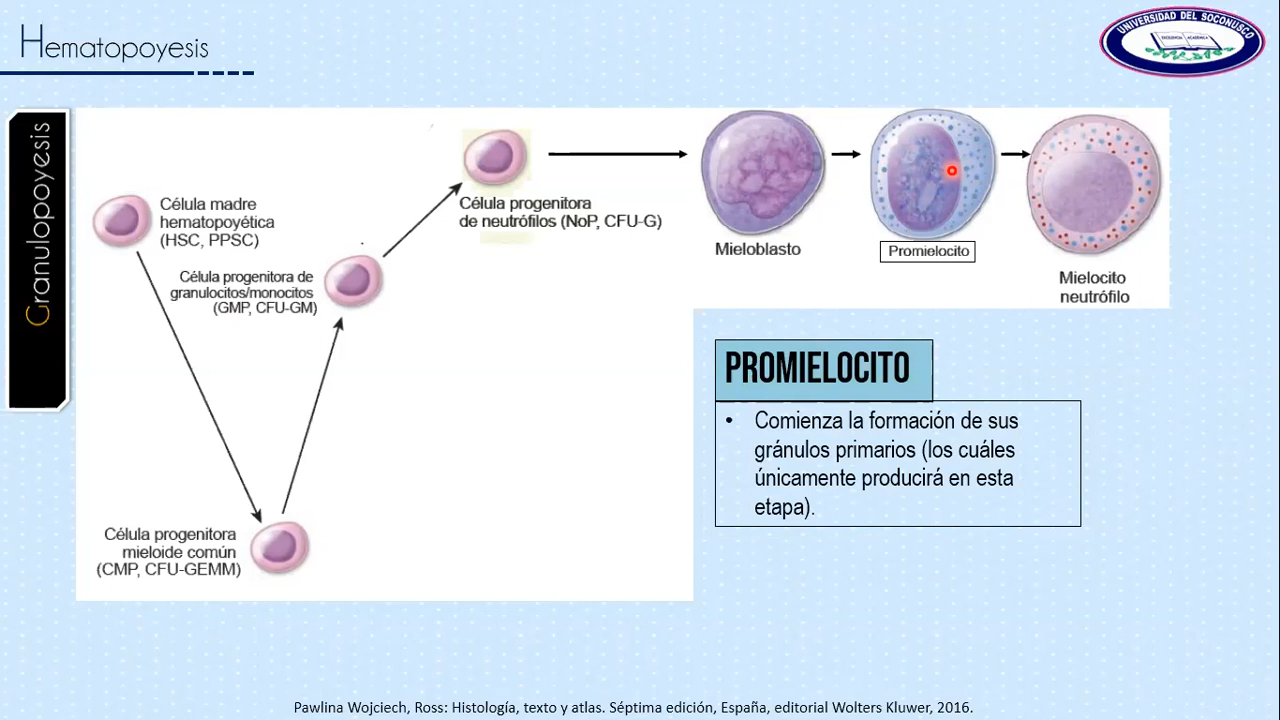 Hematopoyesis
UNIVERSIDAD DEL SOCONUSCO
EXCELENCIA ACADÉMICA
Granulopoyesis
Célula madre
hematopoyética
(HSC, PPSC)
Célula progenitora de
granulocitos/monocitos
(GMP, CFU-GM)
Célula progenitora
mieloide común
(CMP, CFU-GEMM)
Célula progenitora
de neutrófilos (NoP, CFU-G)
Mieloblasto
Promielocito
Mielocito
neutrófilo
PROMIELOCITO
• Comienza la formación de sus
gránulos primarios (los cuáles
únicamente producirá en esta
etapa).
Pawlina Wojciech, Ross: Histología, texto y atlas. Séptima edición, España, editorial Wolters Kluwer, 2016.